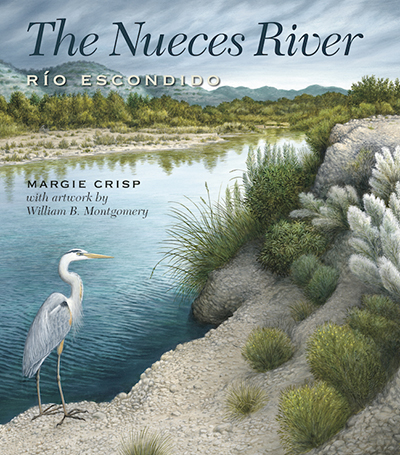 The Nueces River
RÍO ESCONDIDO
MARGIE CRISP
with artwork by
William B. Montgomery